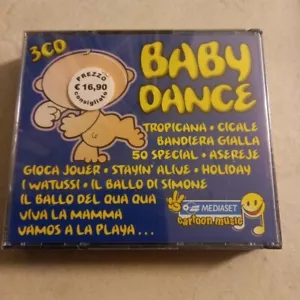 3CD
BABY
DANCE
PREZZO
€ 16,90
consigliato
TROPICANA • CICALE
BANDIERA GIALLA
50 SPECIAL • ASEREJE
GIOCA JOUER • STAYIN' ALIVE • HOLIDAY
I WATUSSI • IL BALLO DI SIMONE
IL BALLO DEL QUA QUA
VIVA LA MAMMA
VAMOS A LA PLAYA...
MEDIASET
cartoon music